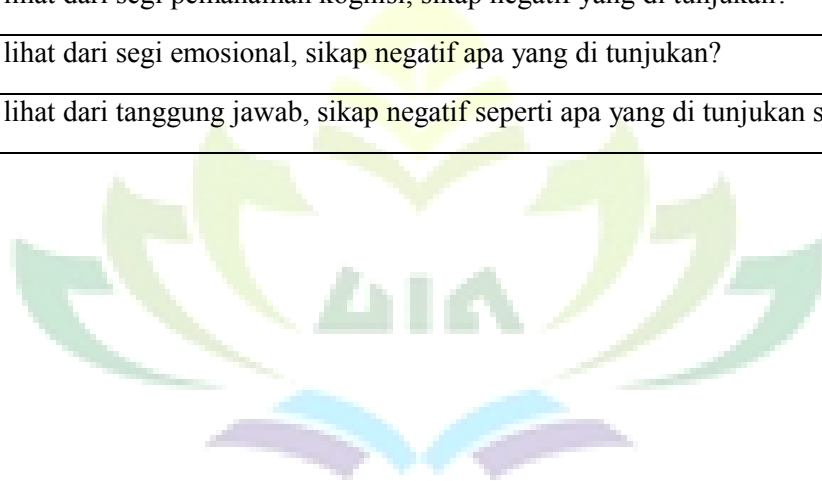 lihat dari segi pemahaman kognisi, sikap negatif yang di tunjukan?
lihat dari segi emosional, sikap negatif apa yang di tunjukan?
lihat dari tanggung jawab, sikap negatif seperti apa yang di tunjukan s
UIN